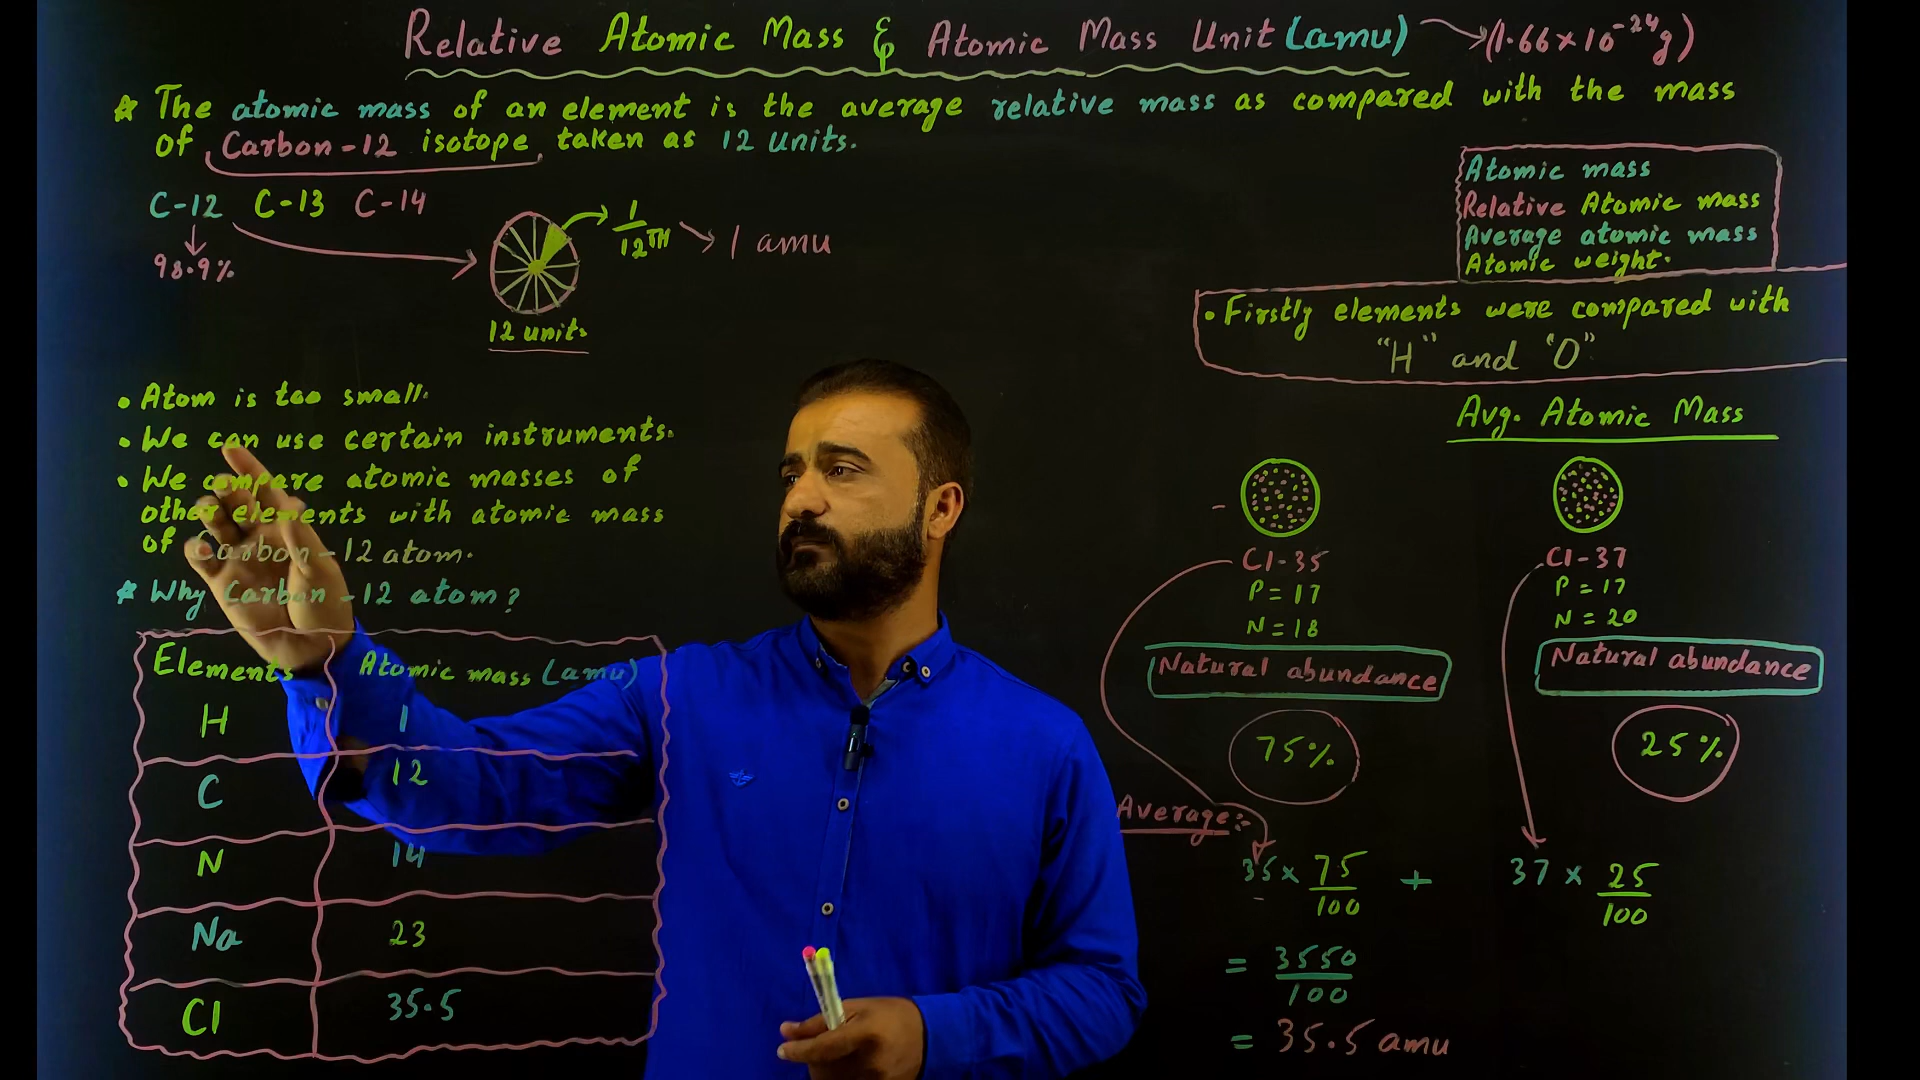 Relative Atomic Mass & Atomic Mass Unit (amu) (1.66×10⁻²⁴g)
☆ The atomic mass of an element is the average relative mass as compared with the mass
of Carbon-12 isotope taken as 12 units.
C-12 C-13 C-14
98.9%
1/12TH
1 amu
12 units
Atomic mass
Relative Atomic mass
Average atomic mass
Atomic weight.
• Firstly elements were compared with
"H" and "O"
• Atom is too small.
• We can use certain instruments.
• We compare atomic masses of
other elements with atomic mass
of Carbon-12 atom.
☆ Why Carbon-12 atom?
Elements Atomic mass (amu)
H 1
C 12
N 14
Na 23
Cl 35.5
Avg. Atomic Mass
Cl-35
P = 17
N = 18
Natural abundance
75%
Cl-37
P = 17
N = 20
Natural abundance
25%
Average:-
35 × 75/100 + 37 × 25/100
= 3550/100
= 35.5 amu